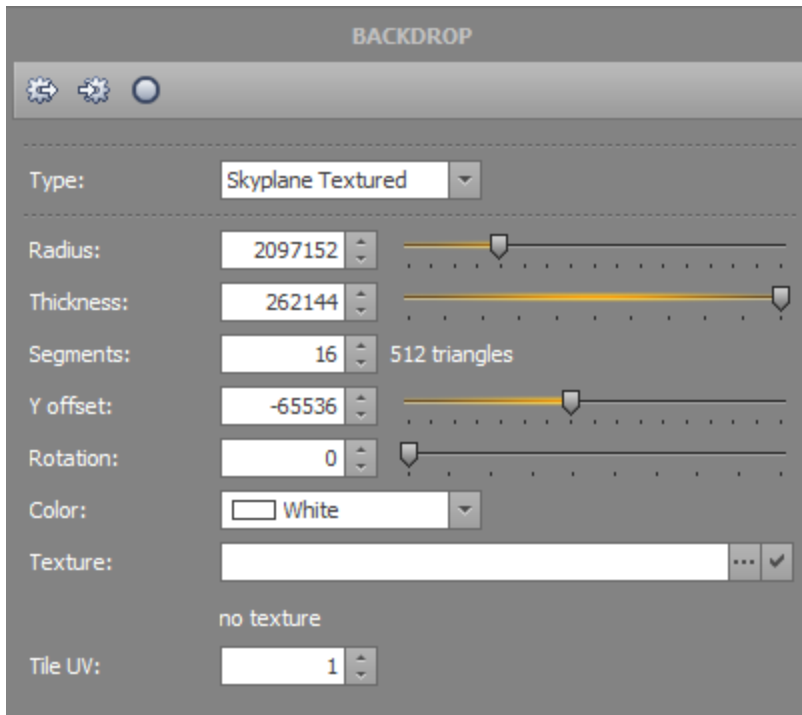 BACKDROP
Type: Skyplane Textured
Radius: 2097152
Thickness: 262144
Segments: 16 512 triangles
Y offset: -65536
Rotation: 0
Color: White
Texture: ...
no texture
Tile UV: 1